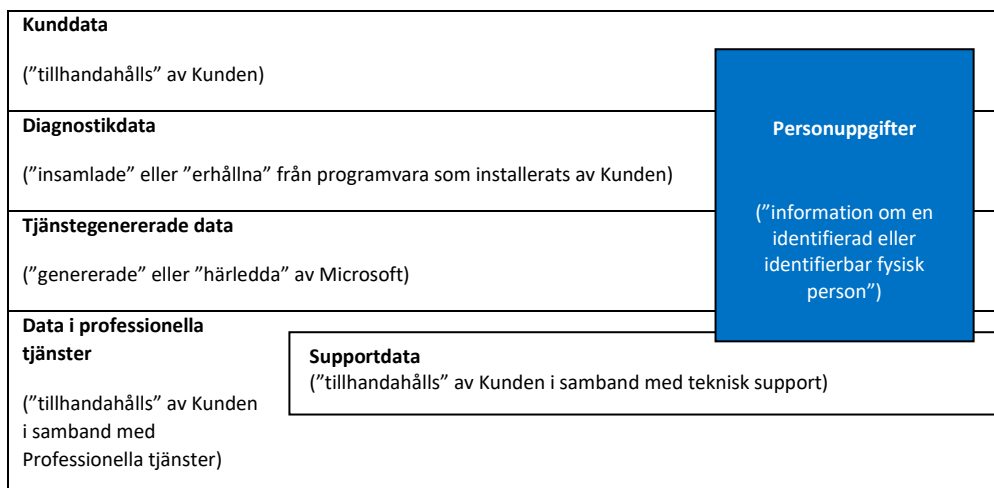 Kunddata
(”tillhandahålls” av Kunden)
Diagnostikdata
(”insamlade” eller ”erhållna” från programvara som installerats av Kunden)
Tjänstegenererade data
(”genererade” eller ”härledda” av Microsoft)
Personuppgifter
(”information om en
identifierad eller
identifierbar fysisk
person”)
Data i professionella
tjänster
(”tillhandahålls” av Kunden
i samband med
Professionella tjänster)
Supportdata
(”tillhandahålls” av Kunden i samband med teknisk support)